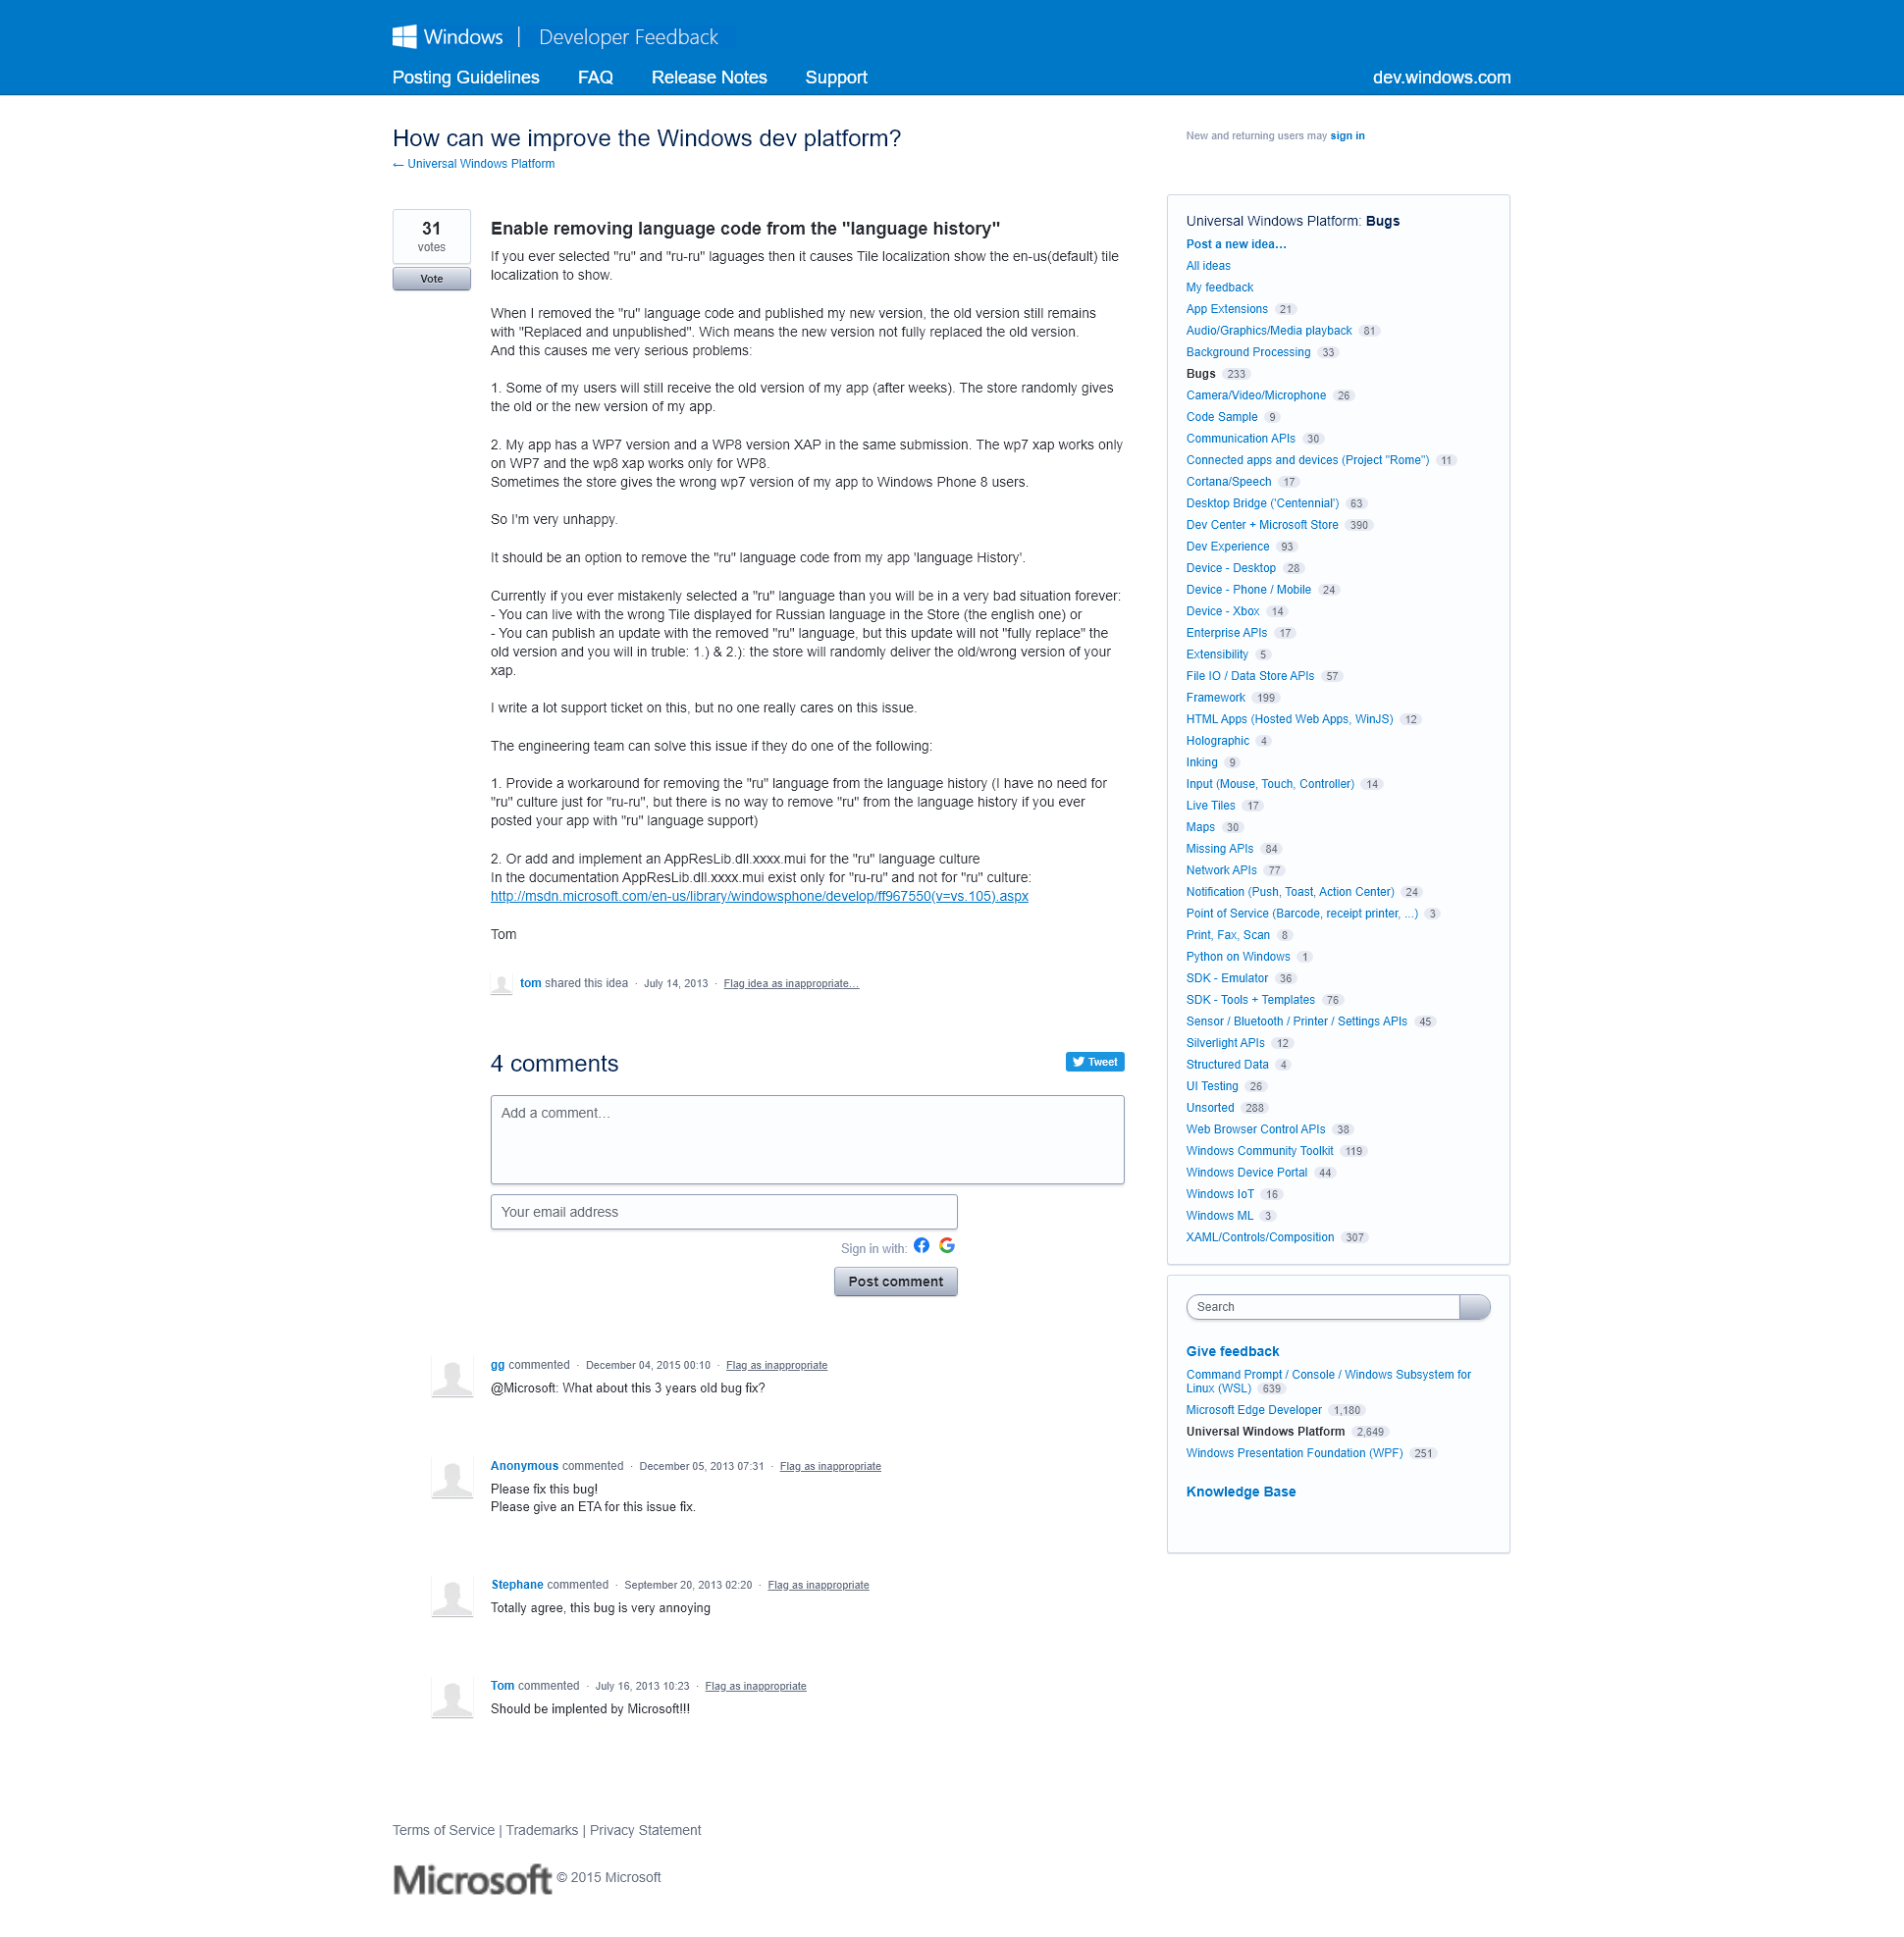 Windows | Developer Feedback
Posting Guidelines FAQ Release Notes Support dev.windows.com
How can we improve the Windows dev platform?
← Universal Windows Platform
New and returning users may sign in
31
votes
Vote
Enable removing language code from the "language history"
If you ever selected "ru" and "ru-ru" laguages then it causes Tile localization show the en-us(default) tile
localization to show.
When I removed the "ru" language code and published my new version, the old version still remains
with "Replaced and unpublished". Wich means the new version not fully replaced the old version.
And this causes me very serious problems:
1. Some of my users will still receive the old version of my app (after weeks). The store randomly gives
the old or the new version of my app.
2. My app has a WP7 version and a WP8 version XAP in the same submission. The wp7 xap works only
on WP7 and the wp8 xap works only for WP8.
Sometimes the store gives the wrong wp7 version of my app to Windows Phone 8 users.
So I'm very unhappy.
It should be an option to remove the "ru" language code from my app 'language History'.
Currently if you ever mistakenly selected a "ru" language than you will be in a very bad situation forever:
- You can live with the wrong Tile displayed for Russian language in the Store (the english one) or
- You can publish an update with the removed "ru" language, but this update will not "fully replace" the
old version and you will in truble: 1.) & 2.): the store will randomly deliver the old/wrong version of your
xap.
I write a lot support ticket on this, but no one really cares on this issue.
The engineering team can solve this issue if they do one of the following:
1. Provide a workaround for removing the "ru" language from the language history (I have no need for
"ru" culture just for "ru-ru", but there is no way to remove "ru" from the language history if you ever
posted your app with "ru" language support)
2. Or add and implement an AppResLib.dll.xxxx.mui for the "ru" language culture
In the documentation AppResLib.dll.xxxx.mui exist only for "ru-ru" and not for "ru" culture:
http://msdn.microsoft.com/en-us/library/windowsphone/develop/ff967550(v=vs.105).aspx
Tom
tom shared this idea · July 14, 2013 · Flag idea as inappropriate…
4 comments
Tweet
Add a comment…
Your email address
Sign in with:
Post comment
gg commented · December 04, 2015 00:10 · Flag as inappropriate
@Microsoft: What about this 3 years old bug fix?
Anonymous commented · December 05, 2013 07:31 · Flag as inappropriate
Please fix this bug!
Please give an ETA for this issue fix.
Stephane commented · September 20, 2013 02:20 · Flag as inappropriate
Totally agree, this bug is very annoying
Tom commented · July 16, 2013 10:23 · Flag as inappropriate
Should be implented by Microsoft!!!
Universal Windows Platform: Bugs
Post a new idea…
All ideas
My feedback
App Extensions 21
Audio/Graphics/Media playback 81
Background Processing 33
Bugs 233
Camera/Video/Microphone 26
Code Sample 9
Communication APIs 30
Connected apps and devices (Project "Rome") 11
Cortana/Speech 17
Desktop Bridge ('Centennial') 63
Dev Center + Microsoft Store 390
Dev Experience 93
Device - Desktop 28
Device - Phone / Mobile 24
Device - Xbox 14
Enterprise APIs 17
Extensibility 5
File IO / Data Store APIs 57
Framework 199
HTML Apps (Hosted Web Apps, WinJS) 12
Holographic 4
Inking 9
Input (Mouse, Touch, Controller) 14
Live Tiles 17
Maps 30
Missing APIs 84
Network APIs 77
Notification (Push, Toast, Action Center) 24
Point of Service (Barcode, receipt printer, ...) 3
Print, Fax, Scan 8
Python on Windows 1
SDK - Emulator 36
SDK - Tools + Templates 76
Sensor / Bluetooth / Printer / Settings APIs 45
Silverlight APIs 12
Structured Data 4
UI Testing 26
Unsorted 288
Web Browser Control APIs 38
Windows Community Toolkit 119
Windows Device Portal 44
Windows IoT 16
Windows ML 3
XAML/Controls/Composition 307
Search
Give feedback
Command Prompt / Console / Windows Subsystem for
Linux (WSL) 639
Microsoft Edge Developer 1,180
Universal Windows Platform 2,649
Windows Presentation Foundation (WPF) 251
Knowledge Base
Terms of Service | Trademarks | Privacy Statement
Microsoft © 2015 Microsoft